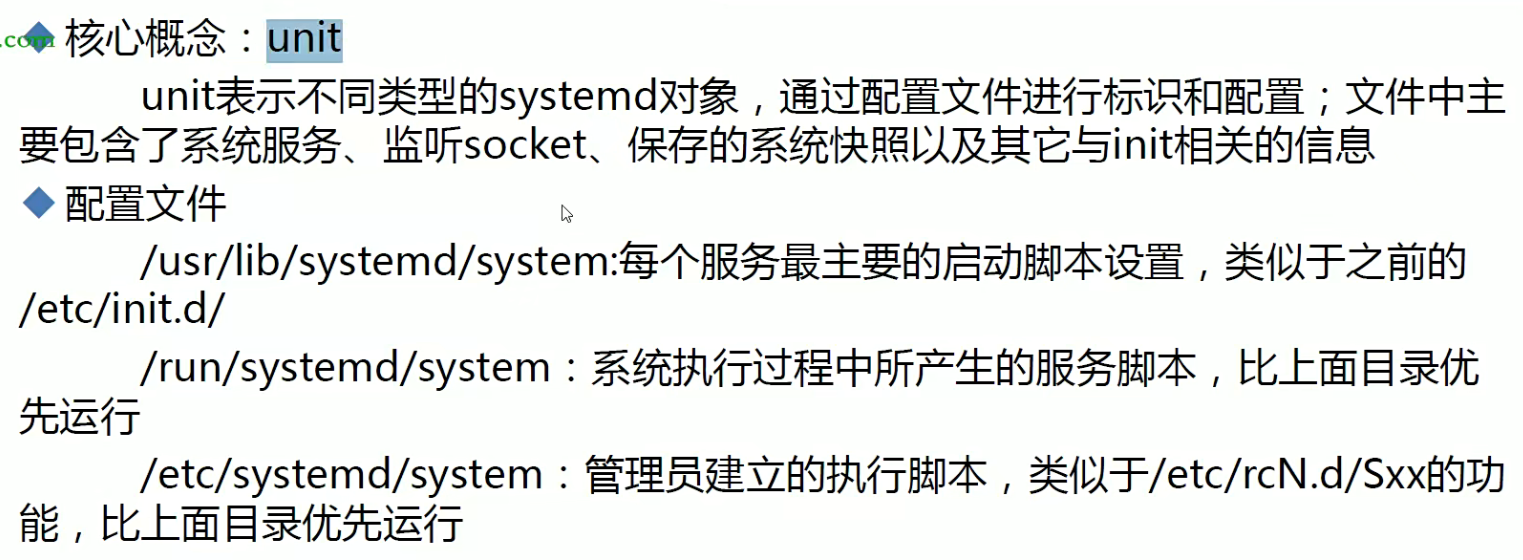 .com
核心概念：unit
unit表示不同类型的systemd对象，通过配置文件进行标识和配置；文件中主
要包含了系统服务、监听socket、保存的系统快照以及其它与init相关的信息
配置文件
/usr/lib/systemd/system:每个服务最主要的启动脚本设置，类似于之前的
/etc/init.d/
/run/systemd/system：系统执行过程中所产生的服务脚本，比上面目录优
先运行
/etc/systemd/system：管理员建立的执行脚本，类似于/etc/rcN.d/Sxx的功
能，比上面目录优先运行